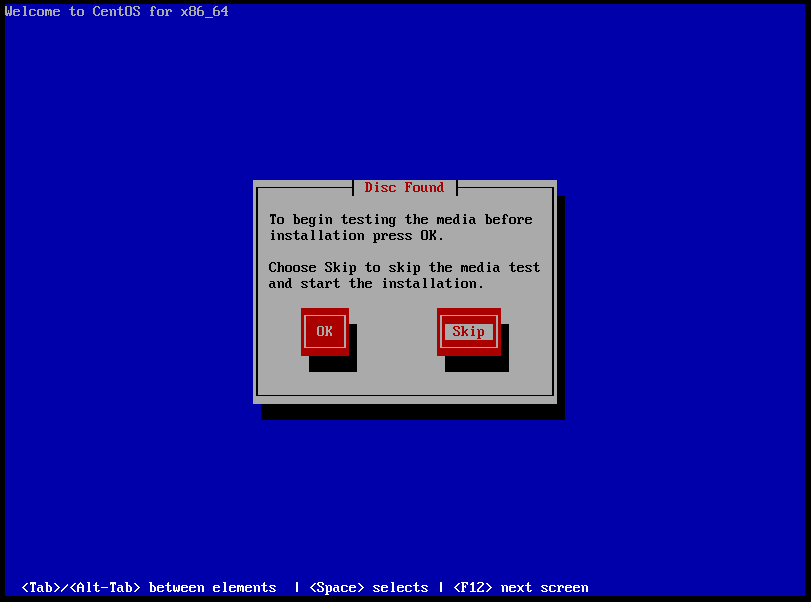 Welcome to CentOS for x86_64
Disc Found
To begin testing the media before
installation press OK.
Choose Skip to skip the media test
and start the installation.
OK Skip
<Tab>/<Alt-Tab> between elements | <Space> selects | <F12> next screen